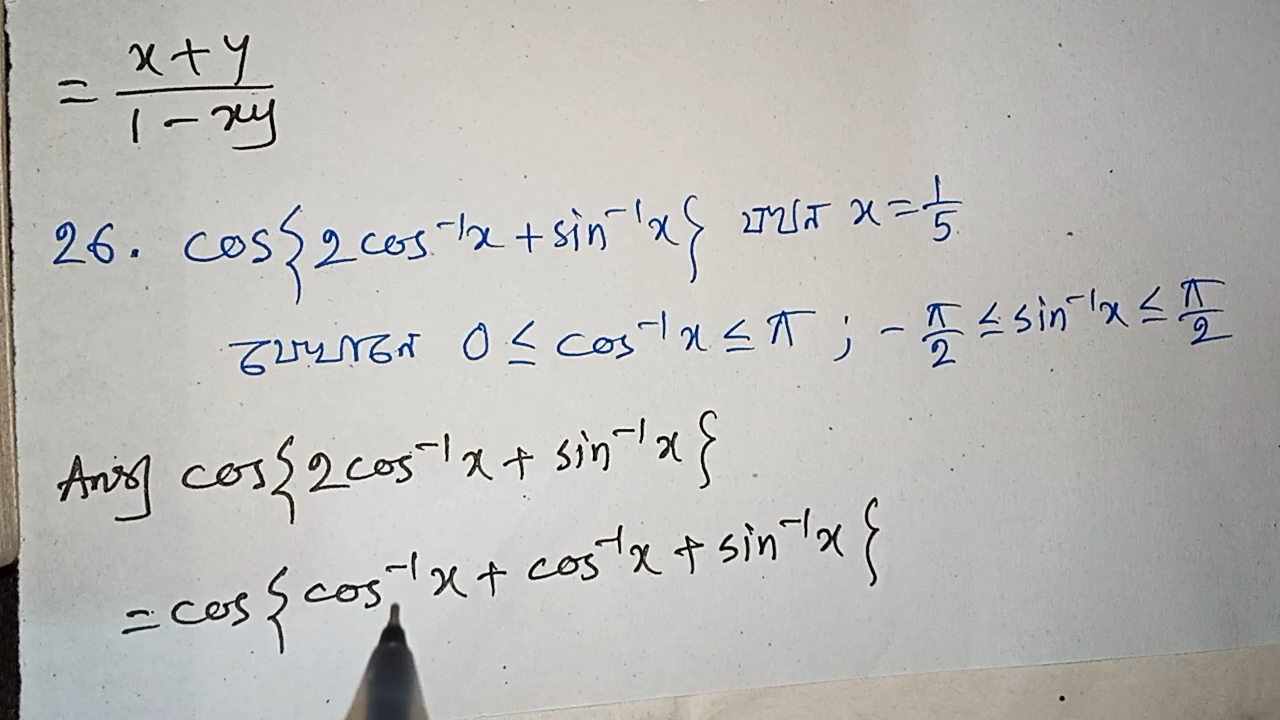 = x+y / 1-xy
26. cos{2cos⁻¹x + sin⁻¹x} যখন x = 1/5
যেখানে 0 ≤ cos⁻¹x ≤ π ; -π/2 ≤ sin⁻¹x ≤ π/2
Ans] cos{2cos⁻¹x + sin⁻¹x}
= cos{cos⁻¹x + cos⁻¹x + sin⁻¹x}